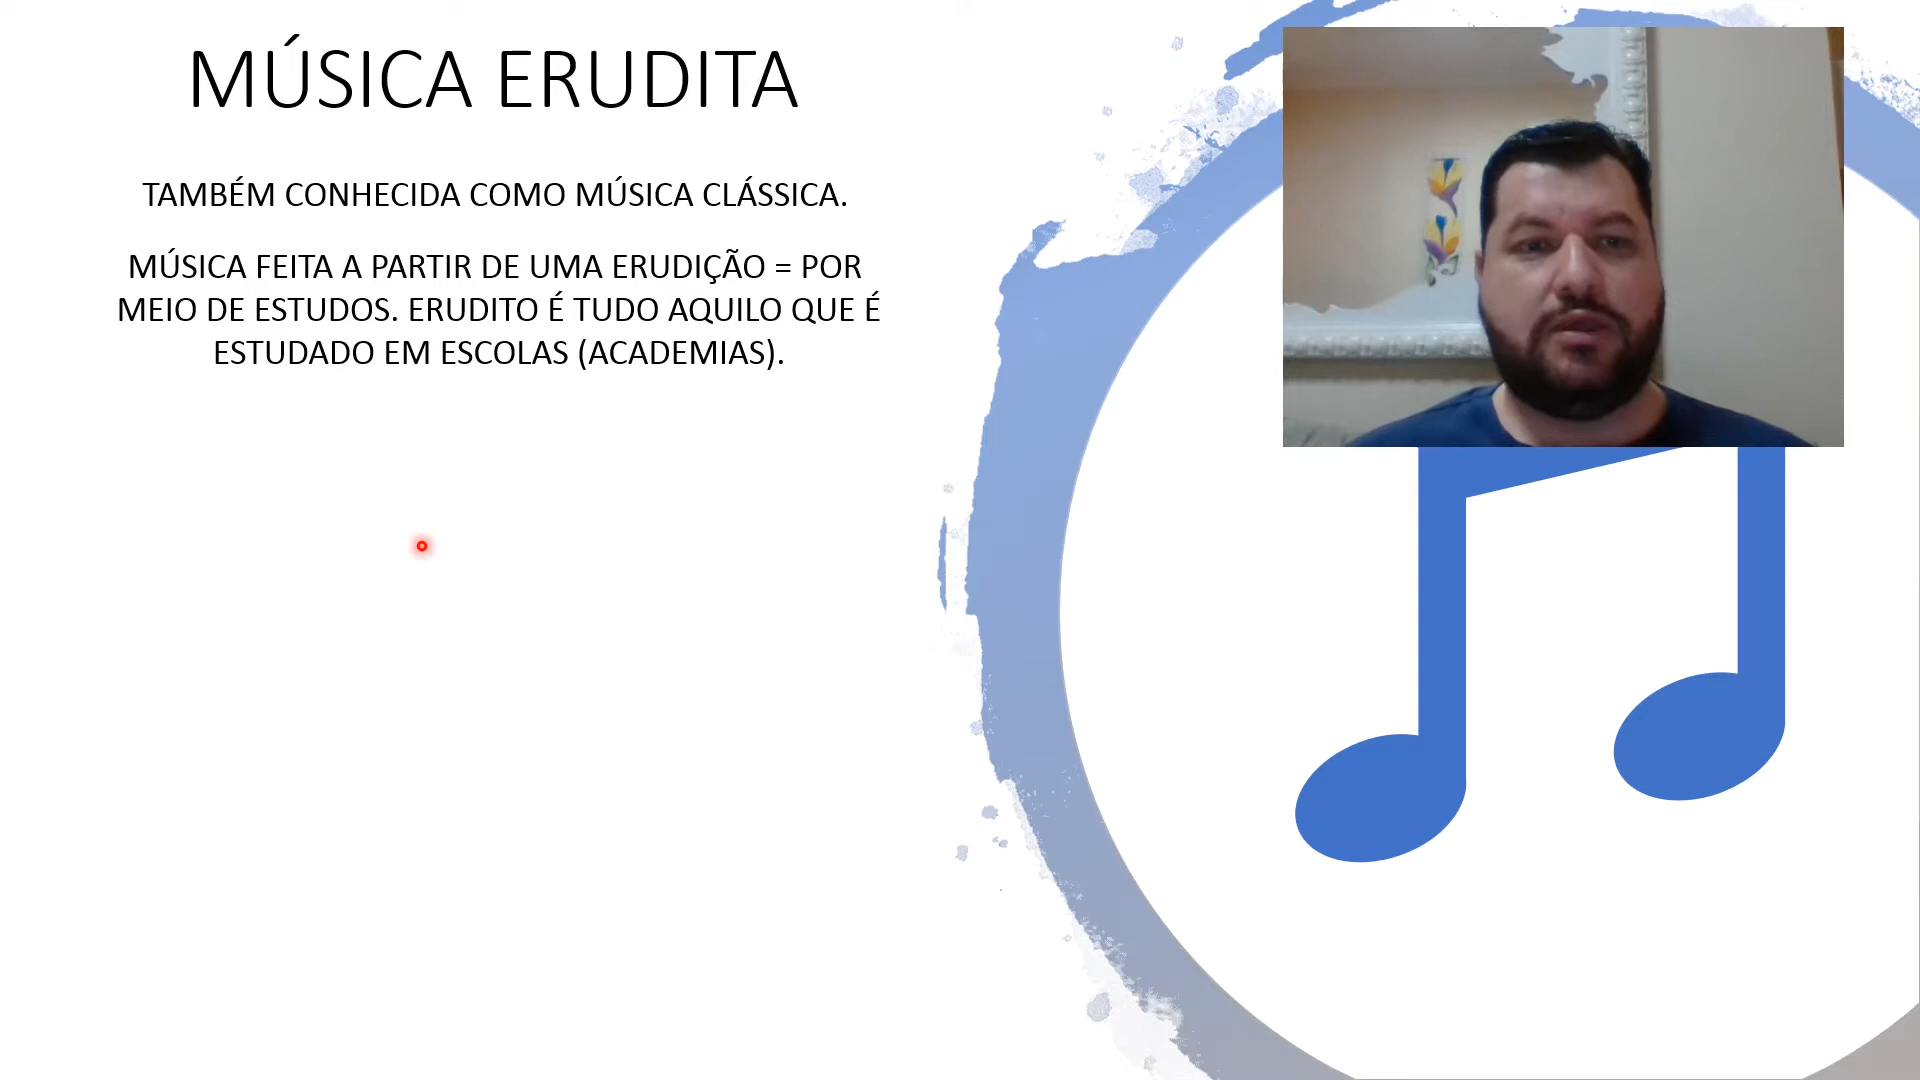 MÚSICA ERUDITA
TAMBÉM CONHECIDA COMO MÚSICA CLÁSSICA.
MÚSICA FEITA A PARTIR DE UMA ERUDIÇÃO = POR
MEIO DE ESTUDOS. ERUDITO É TUDO AQUILO QUE É
ESTUDADO EM ESCOLAS (ACADEMIAS).